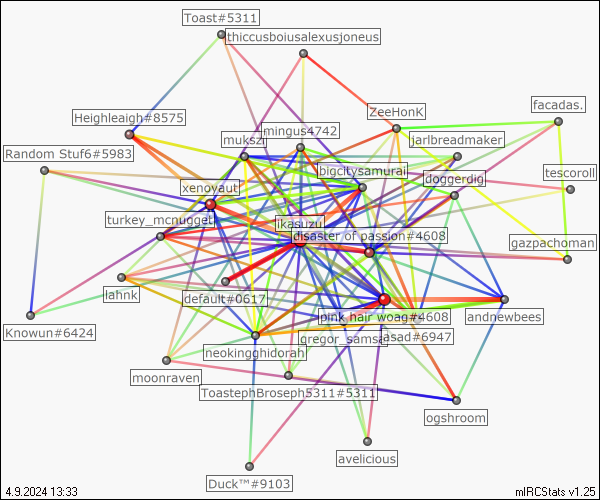 Toast#5311
thiccusboiusalexusjoneus
facadas.
ZeeHonK
Heighleaigh#8575
mingus4742
mukszi
jarlbreadmaker
Random Stuf6#5983
bigcitysamurai
tescoroll
doggerdig
xenovaut
turkey_mcnugget
ikasuzu
disaster of passion#4608
gazpachoman
lahnk
default#0617
Knowun#6424
pink hair woag#4608
andnewbees
gregor_samsa
asad#6947
neokingghidorah
moonraven
ToastephBroseph5311#5311
ogshroom
avelicious
Duck™#9103
4.9.2024 13:33
mIRCStats v1.25